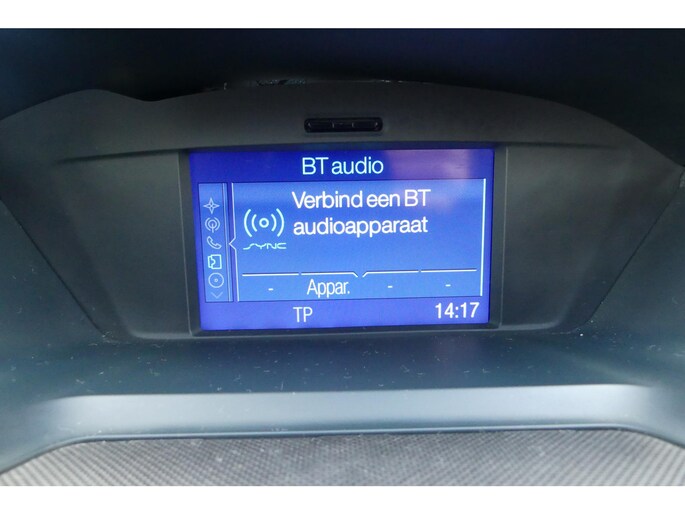 BT audio
Verbind een BT
audioapparaat
SYNC
- Appar. - -
TP 14:17